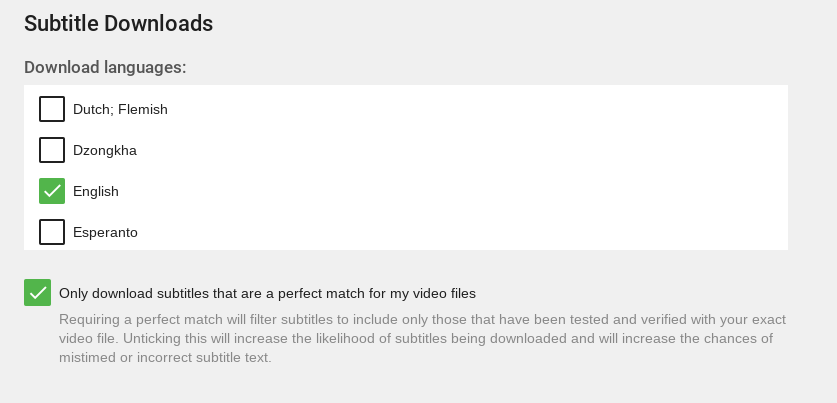 Subtitle Downloads
Download languages:
Dutch; Flemish
Dzongkha
English
Esperanto
Only download subtitles that are a perfect match for my video files
Requiring a perfect match will filter subtitles to include only those that have been tested and verified with your exact
video file. Unticking this will increase the likelihood of subtitles being downloaded and will increase the chances of
mistimed or incorrect subtitle text.